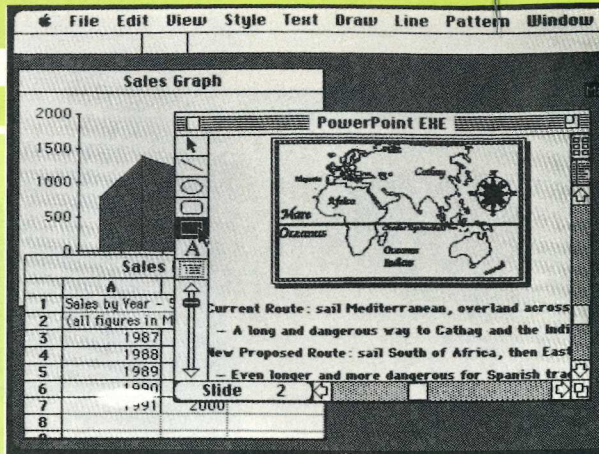 File Edit View Style Text Draw Line Pattern Window
Sales Graph
2000
1500
1000
500
0
PowerPoint EXE
Cathay
Africa
Mare
Oceanus
Oceanus
Indicus
Current Route: sail Mediterranean, overland across
– A long and dangerous way to Cathay and the Indi
New Proposed Route: sail South of Africa, then East
– Even longer and more dangerous for Spanish tra
Slide 2
Sales
A
1 Sales by Year - S
2 (all figures in M
3 1987
4 1988
5 1989
6 1990
7 1991 2000
8